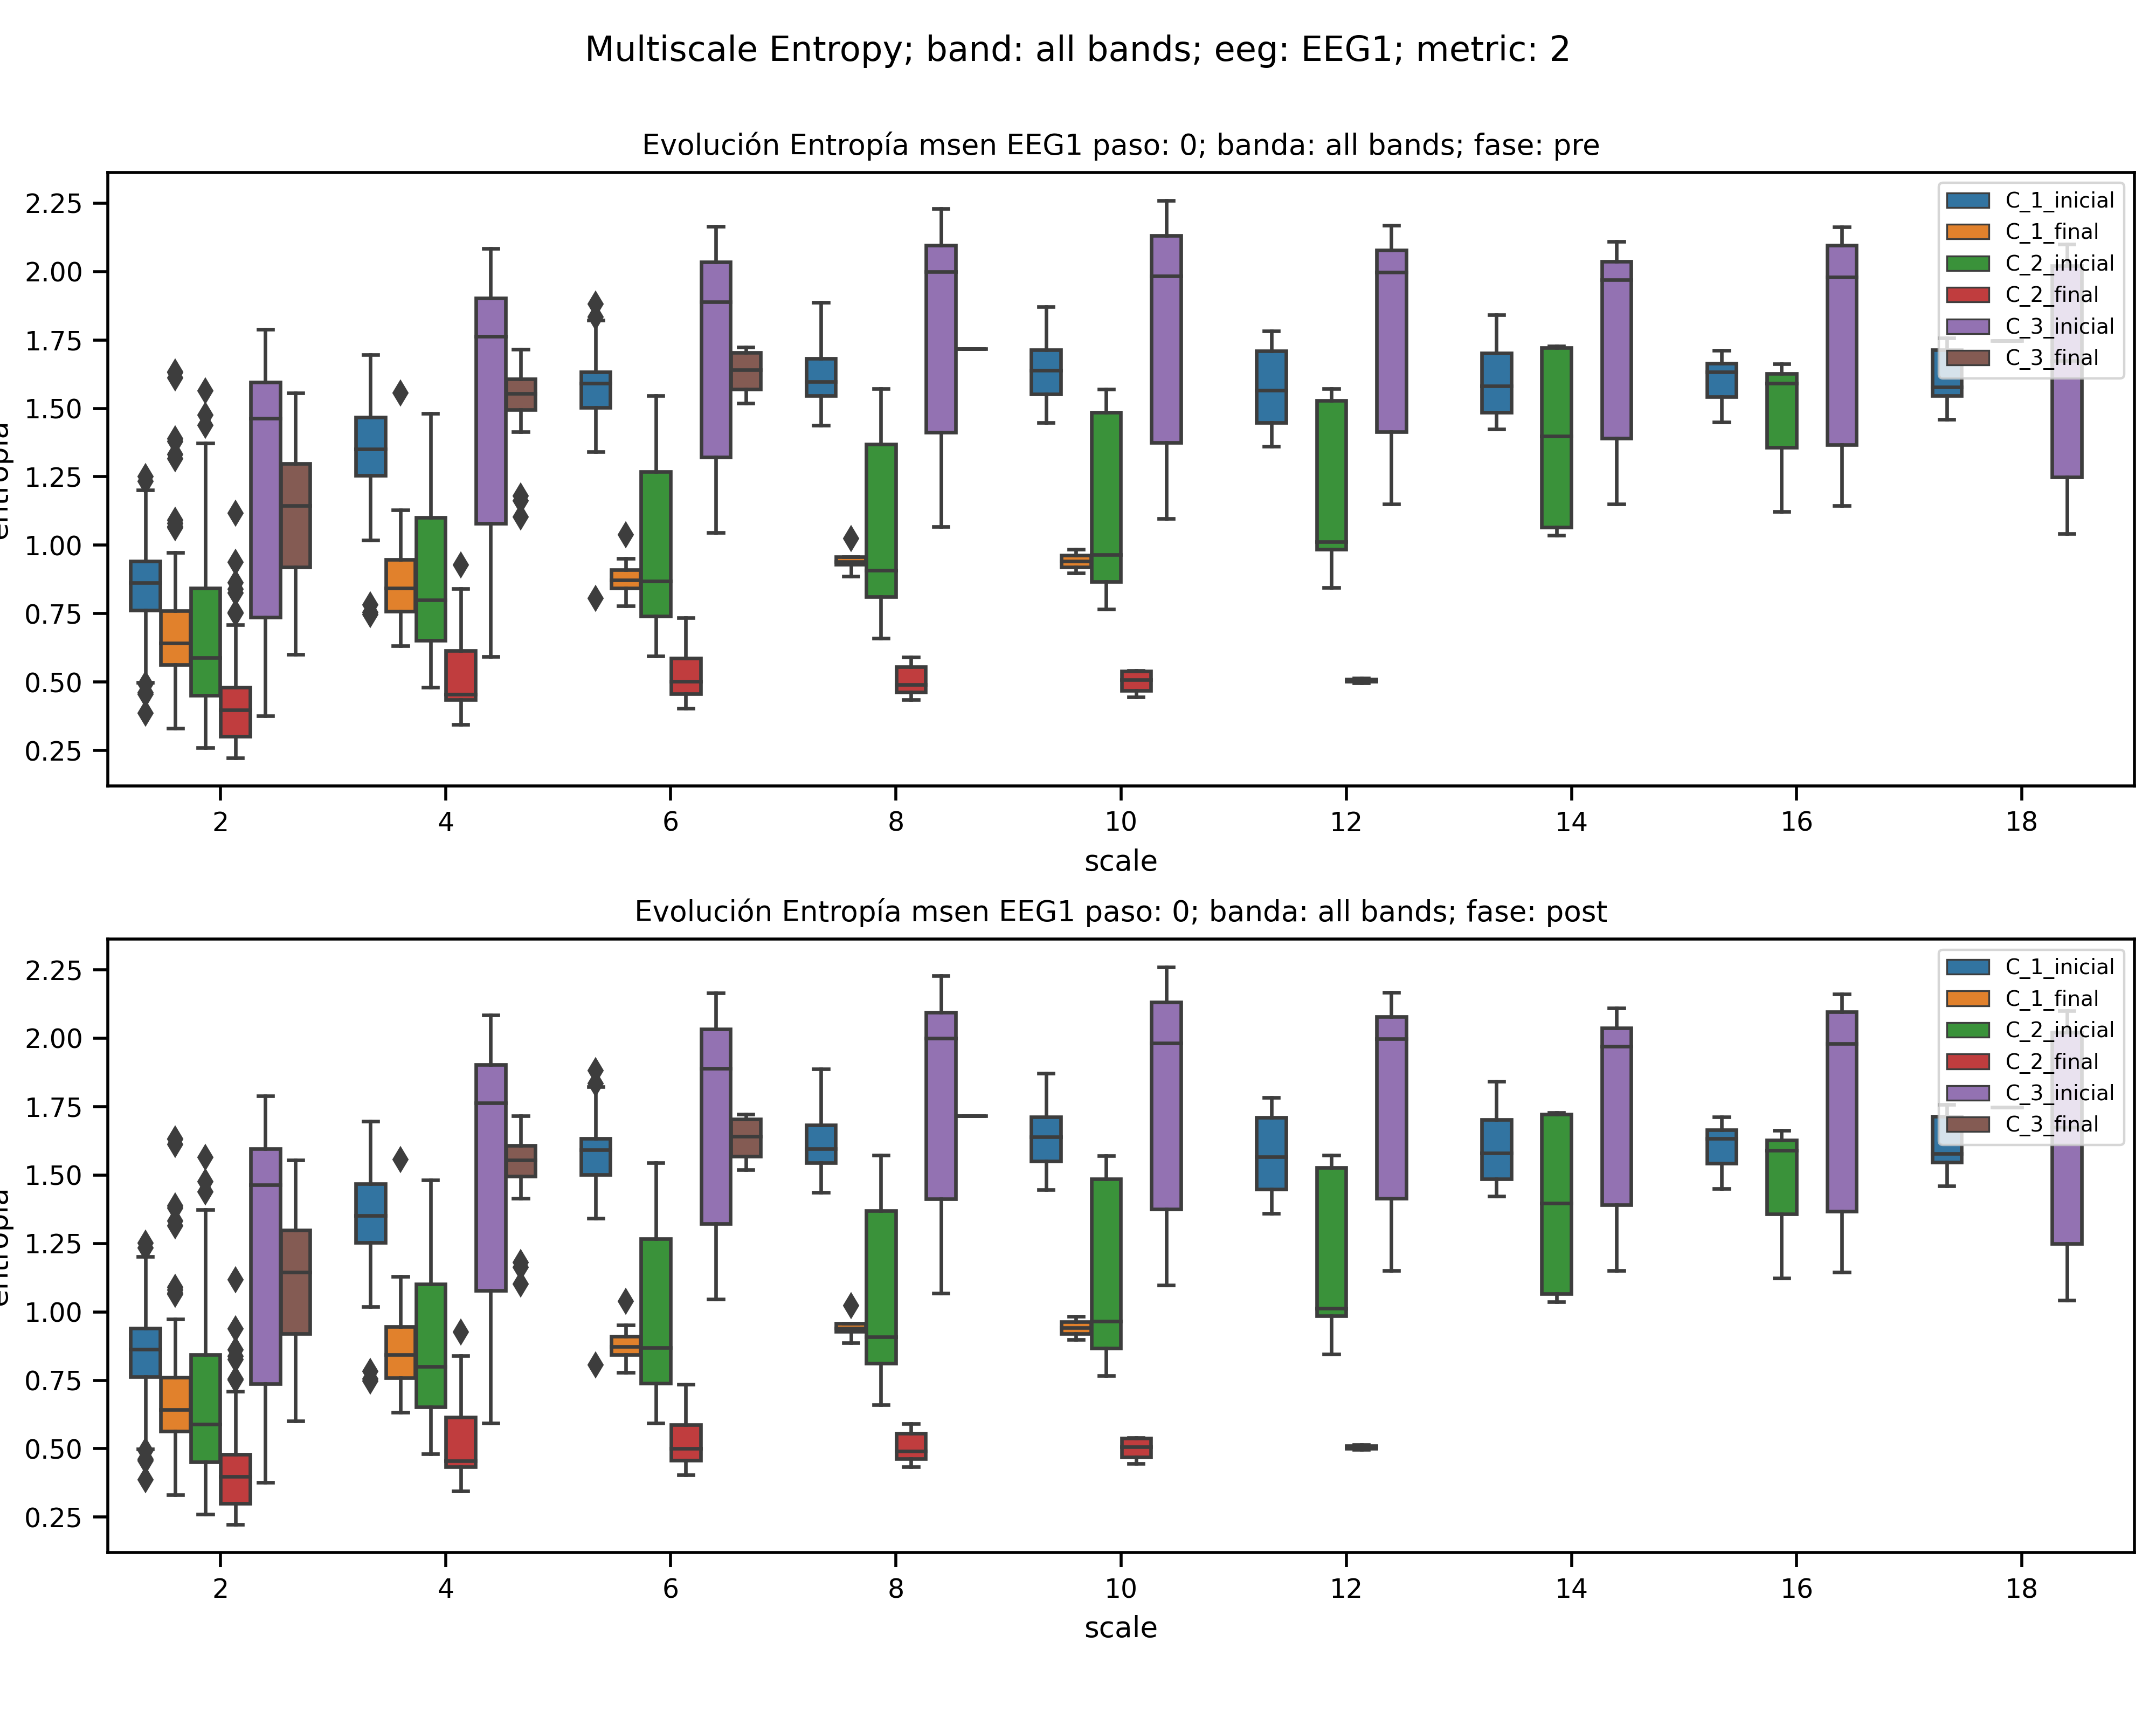 Multiscale Entropy; band: all bands; eeg: EEG1; metric: 2
Evolución Entropía msen EEG1 paso: 0; banda: all bands; fase: pre
2.25
2.00
1.75
1.50
1.25
1.00
0.75
0.50
0.25
C_1_inicial
C_1_final
C_2_inicial
C_2_final
C_3_inicial
C_3_final
2 4 6 8 10 12 14 16 18
scale
Evolución Entropía msen EEG1 paso: 0; banda: all bands; fase: post
2.25
2.00
1.75
1.50
1.25
1.00
0.75
0.50
0.25
C_1_inicial
C_1_final
C_2_inicial
C_2_final
C_3_inicial
C_3_final
2 4 6 8 10 12 14 16 18
scale